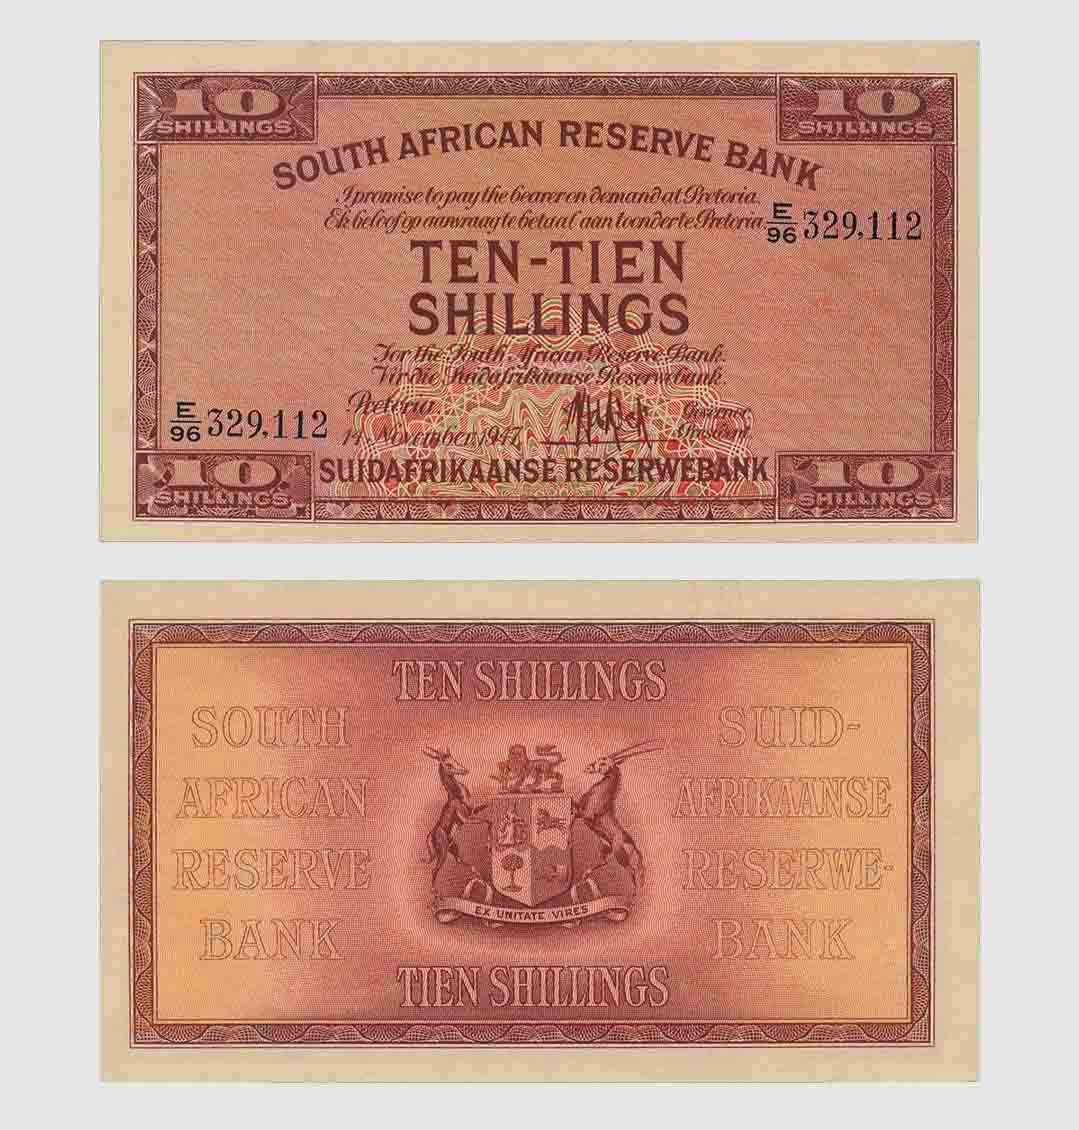 10 SHILLINGS
10 SHILLINGS
SOUTH AFRICAN RESERVE BANK
I promise to pay the bearer on demand at Pretoria.
Ek beloof op aanvraag te betaal aan toonder te Pretoria
E/96 329,112
TEN-TIEN
SHILLINGS
For the South African Reserve Bank.
Vir die Suidafrikaanse Reservebank.
Pretoria
Governor
14. November, 1947.
President
E/96 329,112
SUIDAFRIKAANSE RESERWEBANK
10 SHILLINGS
10 SHILLINGS
TEN SHILLINGS
SOUTH
AFRICAN
RESERVE
BANK
SUID-
AFRIKAANSE
RESERWE-
BANK
EX UNITATE VIRES
TIEN SHILLINGS